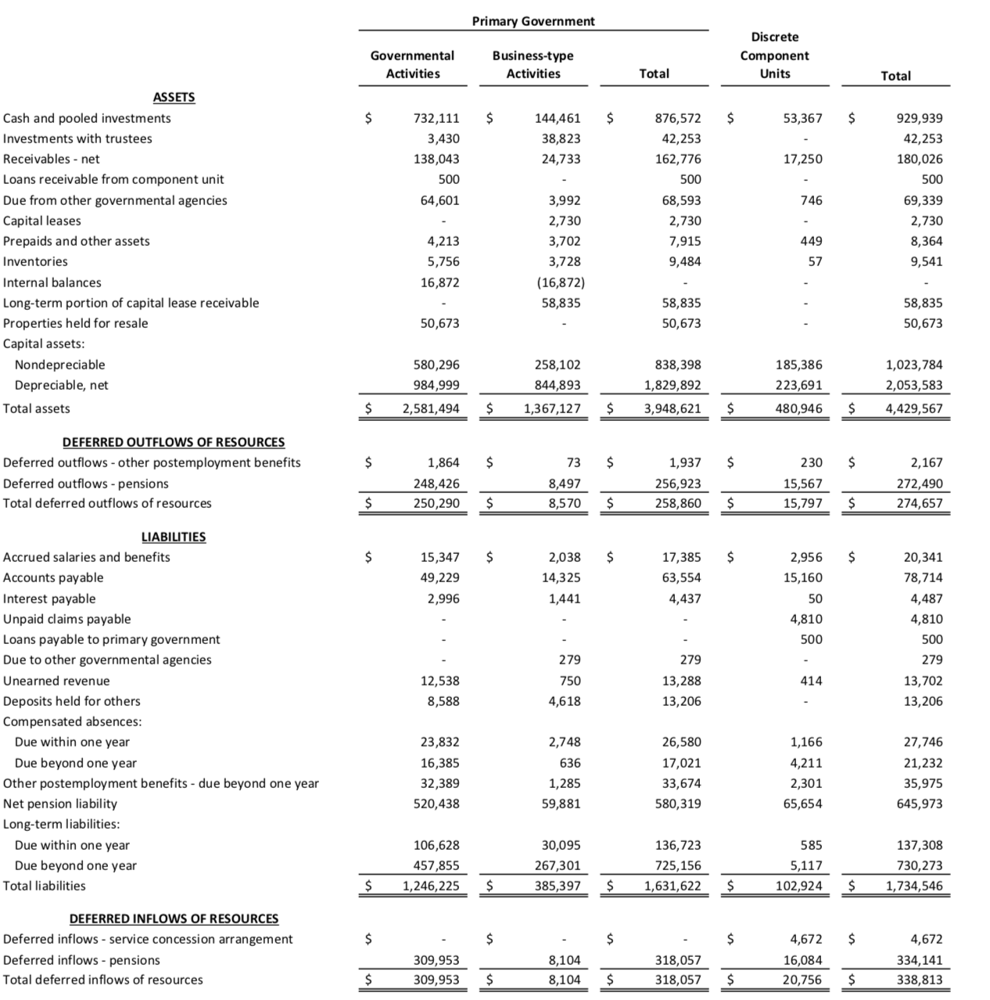 Primary Government
Discrete
Governmental Business-type Component
Activities Activities Total Units Total
ASSETS
Cash and pooled investments $ 732,111 $ 144,461 $ 876,572 $ 53,367 $ 929,939
Investments with trustees 3,430 38,823 42,253 - 42,253
Receivables - net 138,043 24,733 162,776 17,250 180,026
Loans receivable from component unit 500 - 500 - 500
Due from other governmental agencies 64,601 3,992 68,593 746 69,339
Capital leases - 2,730 2,730 - 2,730
Prepaids and other assets 4,213 3,702 7,915 449 8,364
Inventories 5,756 3,728 9,484 57 9,541
Internal balances 16,872 (16,872) - - -
Long-term portion of capital lease receivable - 58,835 58,835 - 58,835
Properties held for resale 50,673 - 50,673 - 50,673
Capital assets:
Nondepreciable 580,296 258,102 838,398 185,386 1,023,784
Depreciable, net 984,999 844,893 1,829,892 223,691 2,053,583
Total assets $ 2,581,494 $ 1,367,127 $ 3,948,621 $ 480,946 $ 4,429,567
DEFERRED OUTFLOWS OF RESOURCES
Deferred outflows - other postemployment benefits $ 1,864 $ 73 $ 1,937 $ 230 $ 2,167
Deferred outflows - pensions 248,426 8,497 256,923 15,567 272,490
Total deferred outflows of resources $ 250,290 $ 8,570 $ 258,860 $ 15,797 $ 274,657
LIABILITIES
Accrued salaries and benefits $ 15,347 $ 2,038 $ 17,385 $ 2,956 $ 20,341
Accounts payable 49,229 14,325 63,554 15,160 78,714
Interest payable 2,996 1,441 4,437 50 4,487
Unpaid claims payable - - - 4,810 4,810
Loans payable to primary government - - - 500 500
Due to other governmental agencies - 279 279 - 279
Unearned revenue 12,538 750 13,288 414 13,702
Deposits held for others 8,588 4,618 13,206 - 13,206
Compensated absences:
Due within one year 23,832 2,748 26,580 1,166 27,746
Due beyond one year 16,385 636 17,021 4,211 21,232
Other postemployment benefits - due beyond one year 32,389 1,285 33,674 2,301 35,975
Net pension liability 520,438 59,881 580,319 65,654 645,973
Long-term liabilities:
Due within one year 106,628 30,095 136,723 585 137,308
Due beyond one year 457,855 267,301 725,156 5,117 730,273
Total liabilities $ 1,246,225 $ 385,397 $ 1,631,622 $ 102,924 $ 1,734,546
DEFERRED INFLOWS OF RESOURCES
Deferred inflows - service concession arrangement $ - $ - $ - $ 4,672 $ 4,672
Deferred inflows - pensions 309,953 8,104 318,057 16,084 334,141
Total deferred inflows of resources $ 309,953 $ 8,104 $ 318,057 $ 20,756 $ 338,813